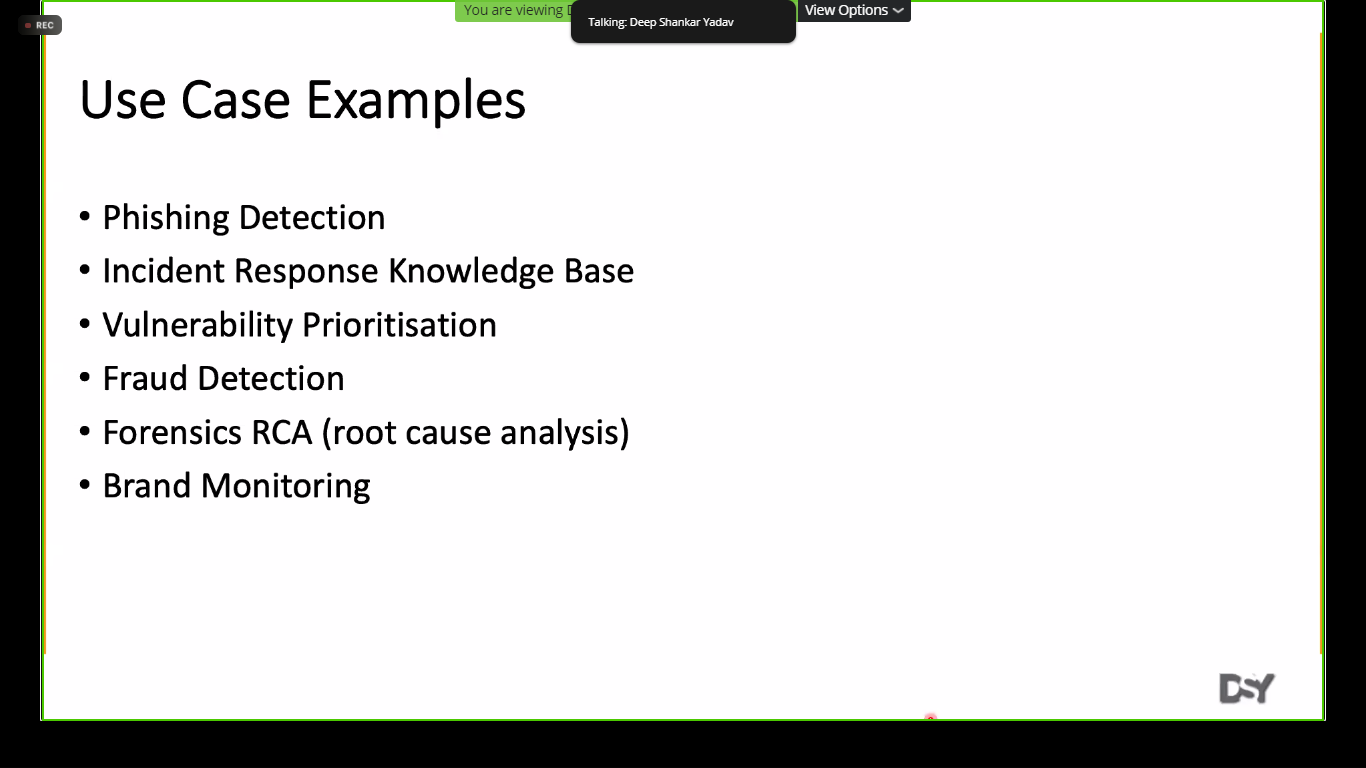 REC
You are viewing D
Talking: Deep Shankar Yadav
View Options
Use Case Examples
• Phishing Detection
• Incident Response Knowledge Base
• Vulnerability Prioritisation
• Fraud Detection
• Forensics RCA (root cause analysis)
• Brand Monitoring
DSY